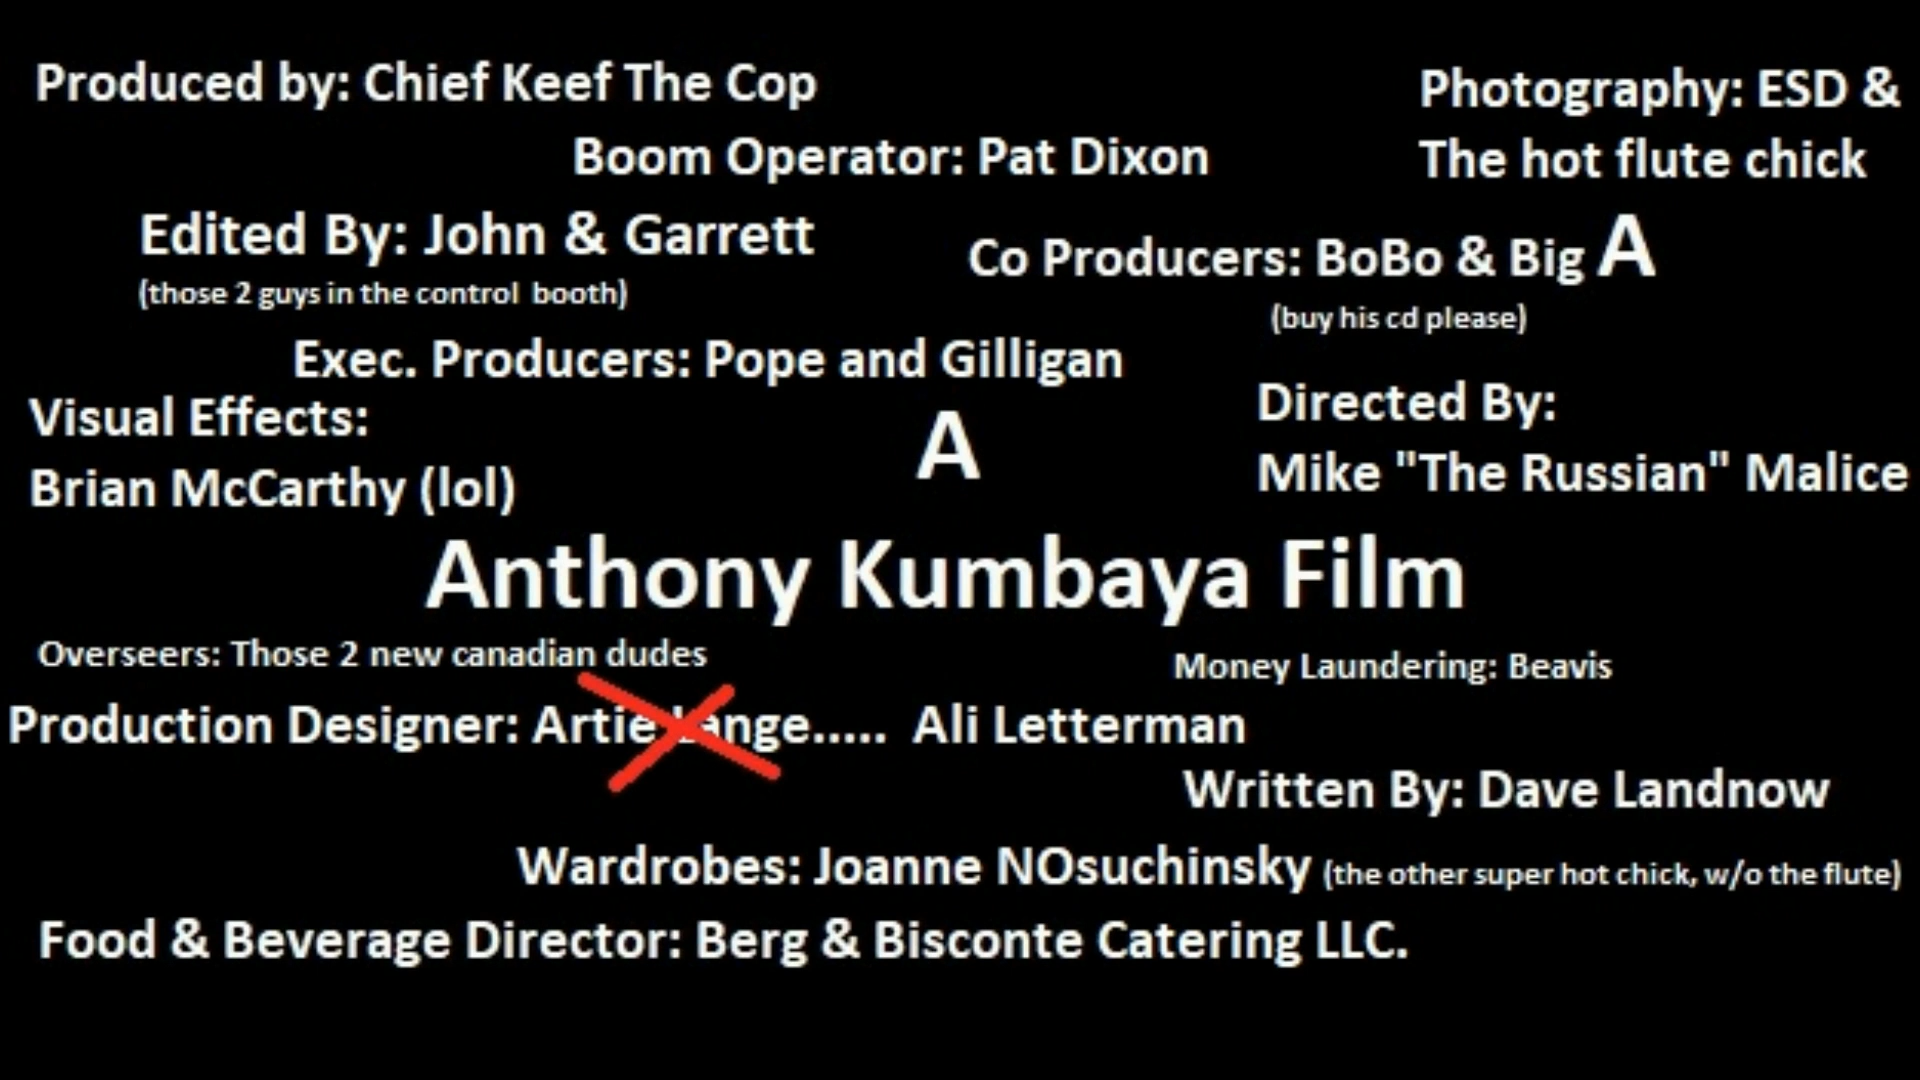 Produced by: Chief Keef The Cop
Photography: ESD &
The hot flute chick
Boom Operator: Pat Dixon
Edited By: John & Garrett
(those 2 guys in the control booth)
Co Producers: BoBo & Big A
(buy his cd please)
Exec. Producers: Pope and Gilligan
Visual Effects:
Brian McCarthy (lol)
Directed By:
Mike "The Russian" Malice
A
Anthony Kumbaya Film
Overseers: Those 2 new canadian dudes
Money Laundering: Beavis
Production Designer: Artie Lange..... Ali Letterman
Written By: Dave Landnow
Wardrobes: Joanne NOsuchinsky (the other super hot chick, w/o the flute)
Food & Beverage Director: Berg & Bisconte Catering LLC.